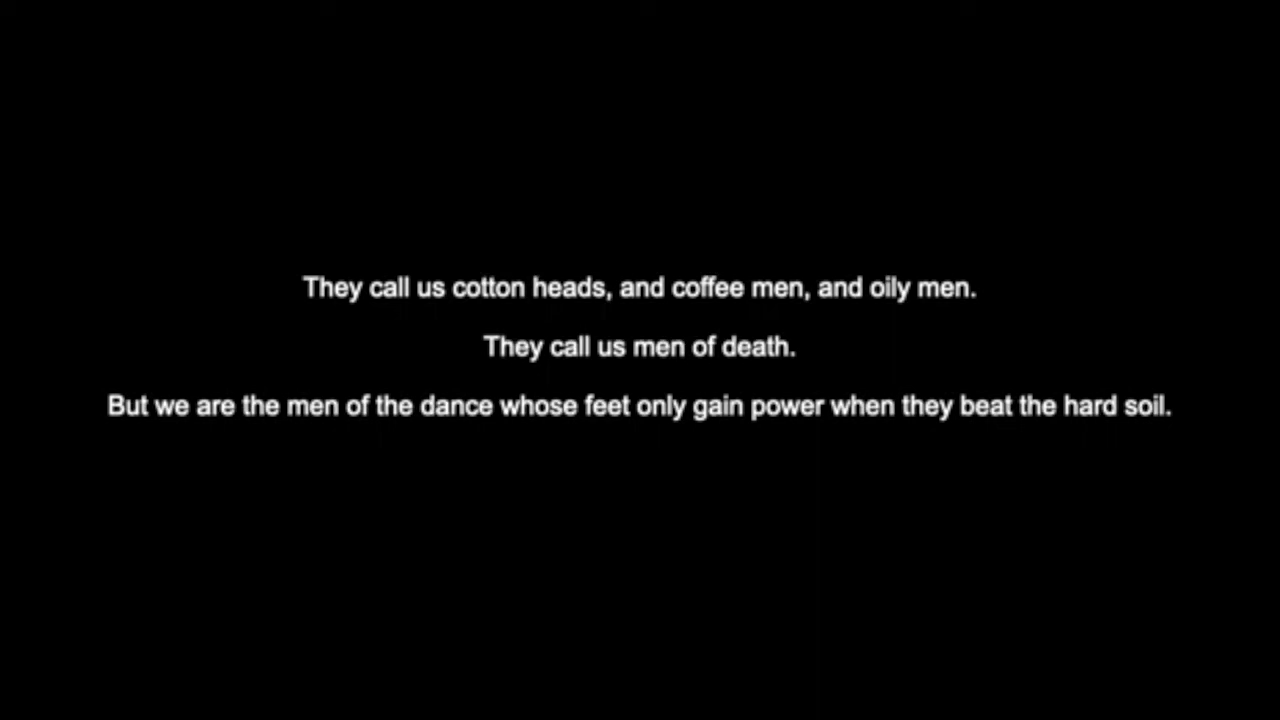 They call us cotton heads, and coffee men, and oily men.
They call us men of death.
But we are the men of the dance whose feet only gain power when they beat the hard soil.